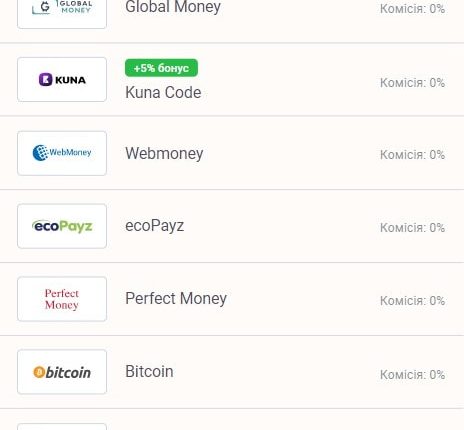 GLOBAL
MONEY
Global Money
Комісія: 0%
KUNA
+5% бонус
Kuna Code
Комісія: 0%
WebMoney
Webmoney
Комісія: 0%
ecoPayz
ecoPayz
Комісія: 0%
Perfect
Money
Perfect Money
Комісія: 0%
bitcoin
Bitcoin
Комісія: 0%